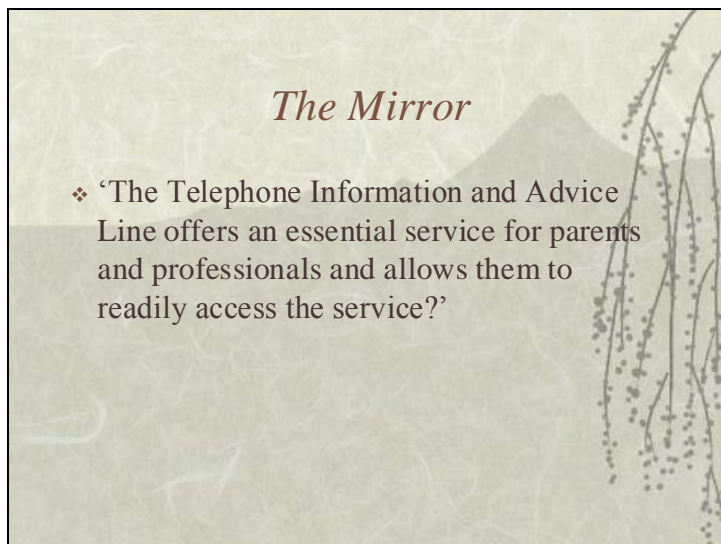 The Mirror
❖ ‘The Telephone Information and Advice
Line offers an essential service for parents
and professionals and allows them to
readily access the service?’